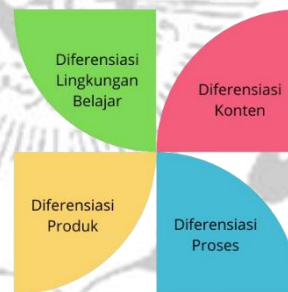 Diferensiasi
Lingkungan
Belajar
Diferensiasi
Konten
Diferensiasi
Produk
Diferensiasi
Proses